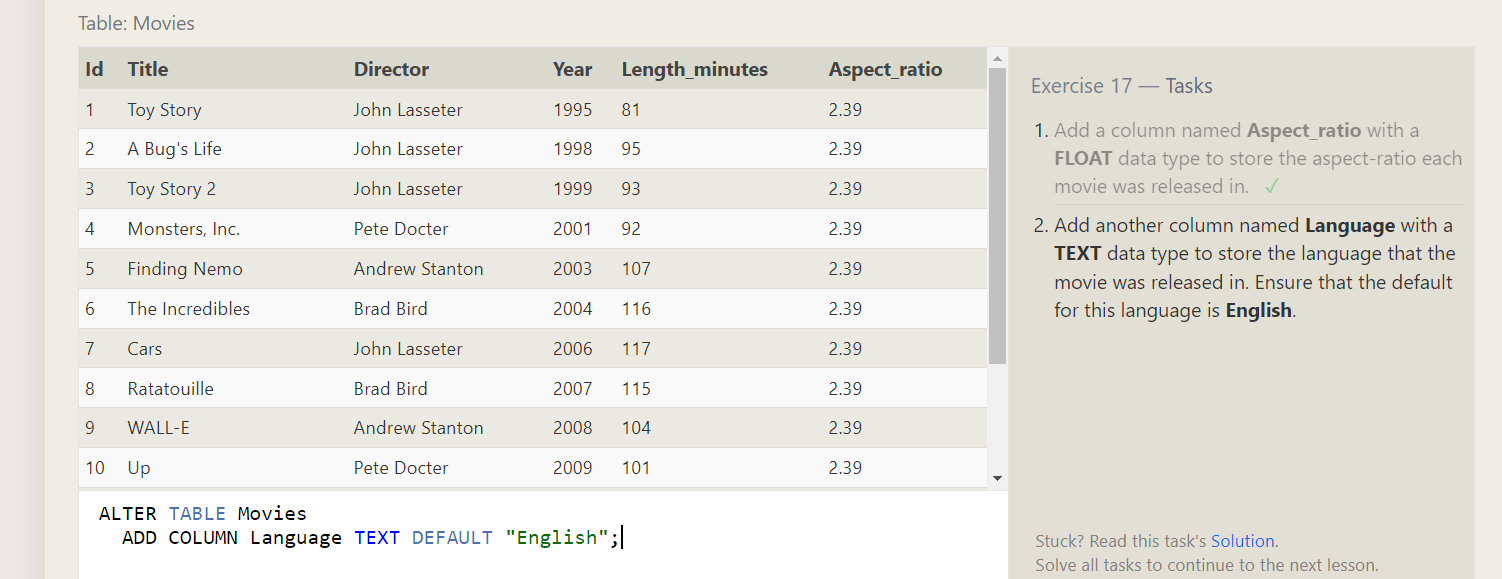 Table: Movies
Id Title Director Year Length_minutes Aspect_ratio
1 Toy Story John Lasseter 1995 81 2.39
2 A Bug's Life John Lasseter 1998 95 2.39
3 Toy Story 2 John Lasseter 1999 93 2.39
4 Monsters, Inc. Pete Docter 2001 92 2.39
5 Finding Nemo Andrew Stanton 2003 107 2.39
6 The Incredibles Brad Bird 2004 116 2.39
7 Cars John Lasseter 2006 117 2.39
8 Ratatouille Brad Bird 2007 115 2.39
9 WALL-E Andrew Stanton 2008 104 2.39
10 Up Pete Docter 2009 101 2.39
ALTER TABLE Movies
ADD COLUMN Language TEXT DEFAULT "English";
Exercise 17 — Tasks
1. Add a column named Aspect_ratio with a
FLOAT data type to store the aspect-ratio each
movie was released in. ✓
2. Add another column named Language with a
TEXT data type to store the language that the
movie was released in. Ensure that the default
for this language is English.
Stuck? Read this task's Solution.
Solve all tasks to continue to the next lesson.